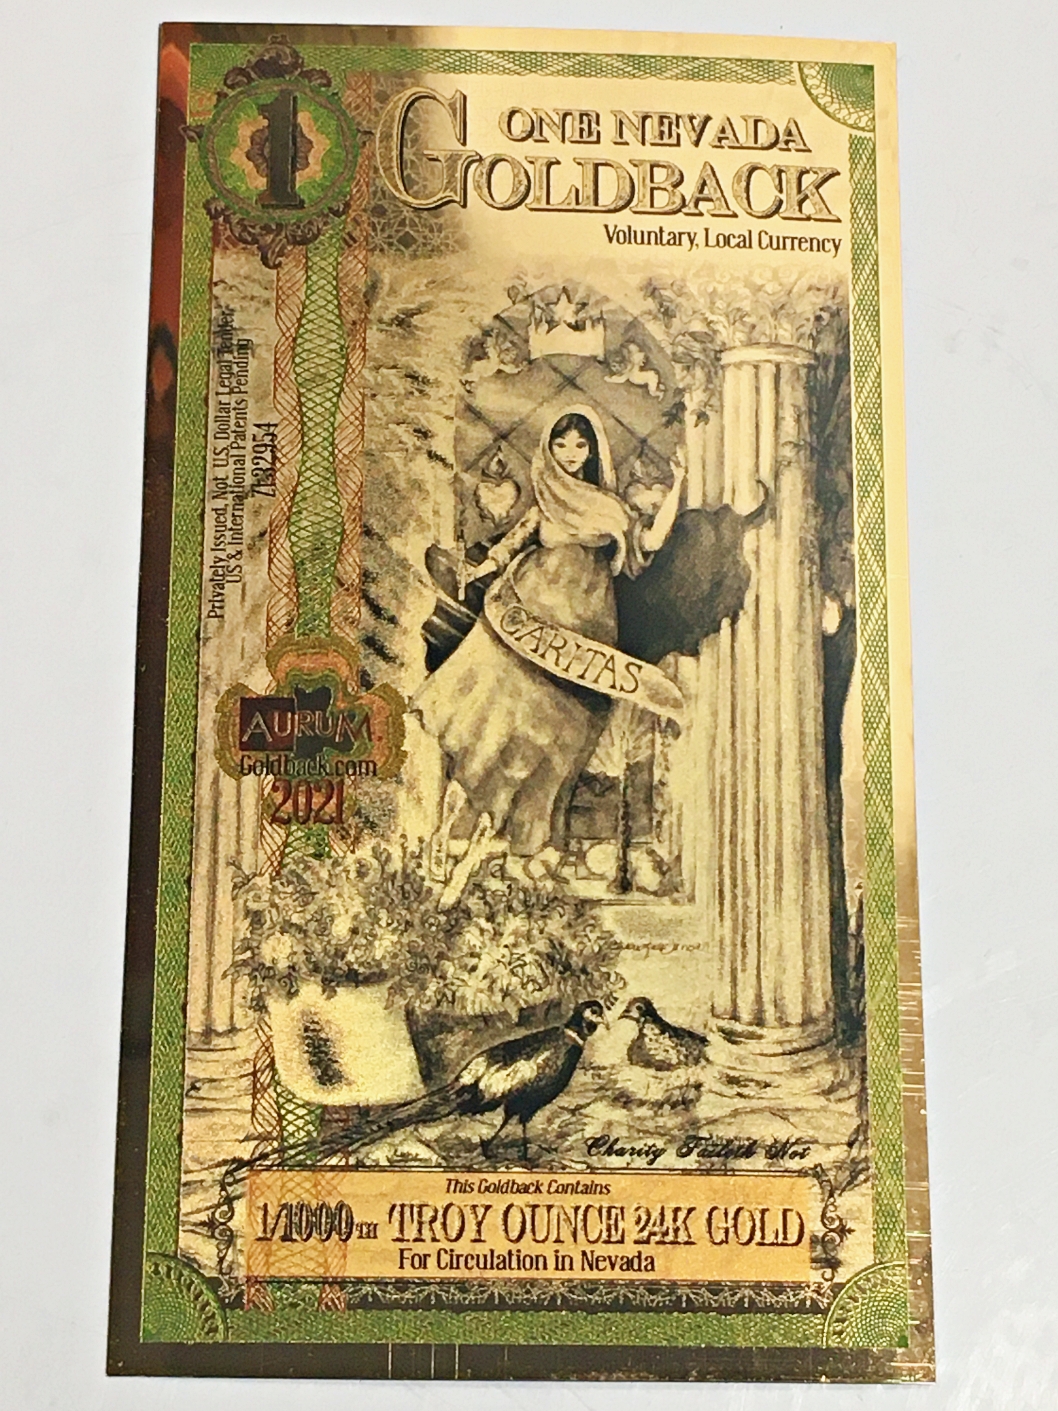 1
ONE NEVADA
GOLDBACK
Voluntary, Local Currency
Privately Issued, Not U.S. Dollar Legal Tender,
US & International Patents Pending
CARITAS
AURUM
Goldback.com
2021
Charity Faileth Not
This Goldback Contains
1/1000TH TROY OUNCE 24K GOLD
For Circulation in Nevada